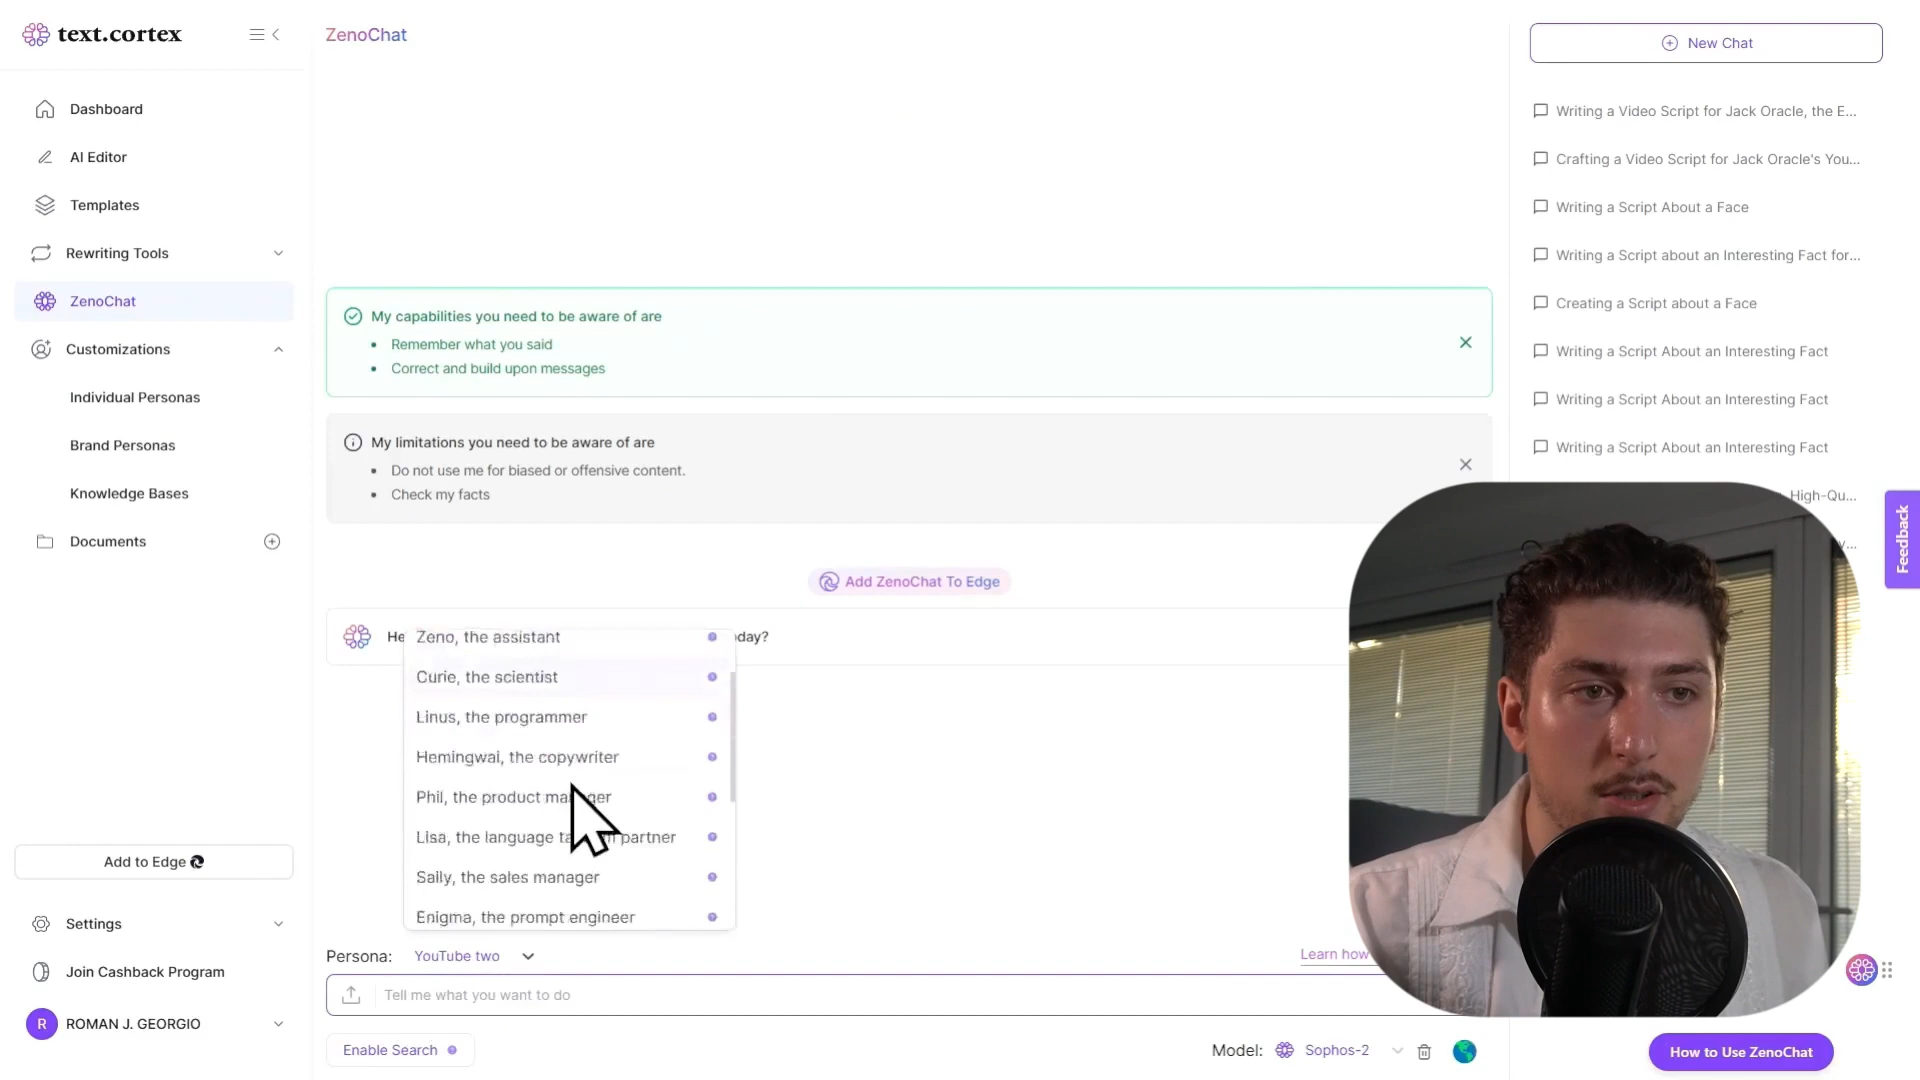 text.cortex
Dashboard
AI Editor
Templates
Rewriting Tools
ZenoChat
Customizations
Individual Personas
Brand Personas
Knowledge Bases
Documents
Add to Edge
Settings
Join Cashback Program
R
ROMAN J. GEORGIO
ZenoChat
My capabilities you need to be aware of are
• Remember what you said
• Correct and build upon messages
My limitations you need to be aware of are
• Do not use me for biased or offensive content.
• Check my facts
Add ZenoChat To Edge
He day?
Zeno, the assistant
Curie, the scientist
Linus, the programmer
Hemingwai, the copywriter
Phil, the product manager
Lisa, the language partner
Sally, the sales manager
Enigma, the prompt engineer
Persona: YouTube two
Learn how
Tell me what you want to do
Enable Search
Model: Sophos-2
New Chat
Writing a Video Script for Jack Oracle, the E...
Crafting a Video Script for Jack Oracle's You...
Writing a Script About a Face
Writing a Script about an Interesting Fact for...
Creating a Script about a Face
Writing a Script About an Interesting Fact
Writing a Script About an Interesting Fact
Writing a Script About an Interesting Fact
High-Qu...
Feedback
How to Use ZenoChat